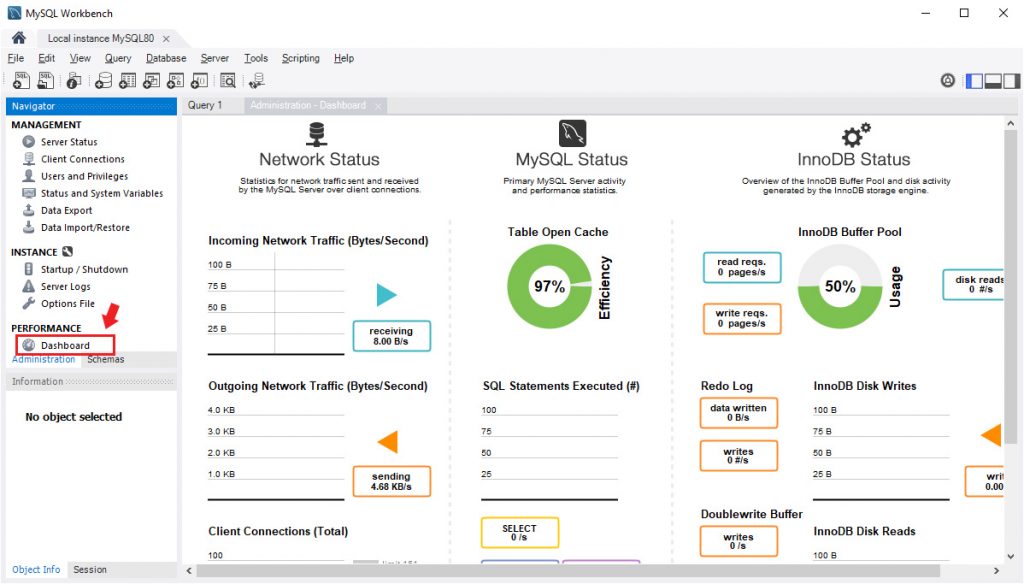 MySQL Workbench
Local instance MySQL80
File Edit View Query Database Server Tools Scripting Help
Navigator
MANAGEMENT
Server Status
Client Connections
Users and Privileges
Status and System Variables
Data Export
Data Import/Restore
INSTANCE
Startup / Shutdown
Server Logs
Options File
PERFORMANCE
Dashboard
Administration Schemas
Information
No object selected
Object Info Session
Query 1 Administration - Dashboard
Network Status
Statistics for network traffic sent and received
by the MySQL Server over client connections.
Incoming Network Traffic (Bytes/Second)
100 B
75 B
50 B
25 B
receiving
8.00 B/s
Outgoing Network Traffic (Bytes/Second)
4.0 KB
3.0 KB
2.0 KB
1.0 KB
sending
4.68 KB/s
Client Connections (Total)
100
MySQL Status
Primary MySQL Server activity
and performance statistics.
Table Open Cache
97%
Efficiency
SQL Statements Executed (#)
100
75
50
25
SELECT
0 /s
InnoDB Status
Overview of the InnoDB Buffer Pool and disk activity
generated by the InnoDB storage engine.
InnoDB Buffer Pool
read reqs.
0 pages/s
write reqs.
0 pages/s
50%
Usage
disk reads
0 #/s
Redo Log
data written
0 B/s
writes
0 #/s
Doublewrite Buffer
writes
0 /s
InnoDB Disk Writes
100 B
75 B
50 B
25 B
writ
0.00
InnoDB Disk Reads
100 B